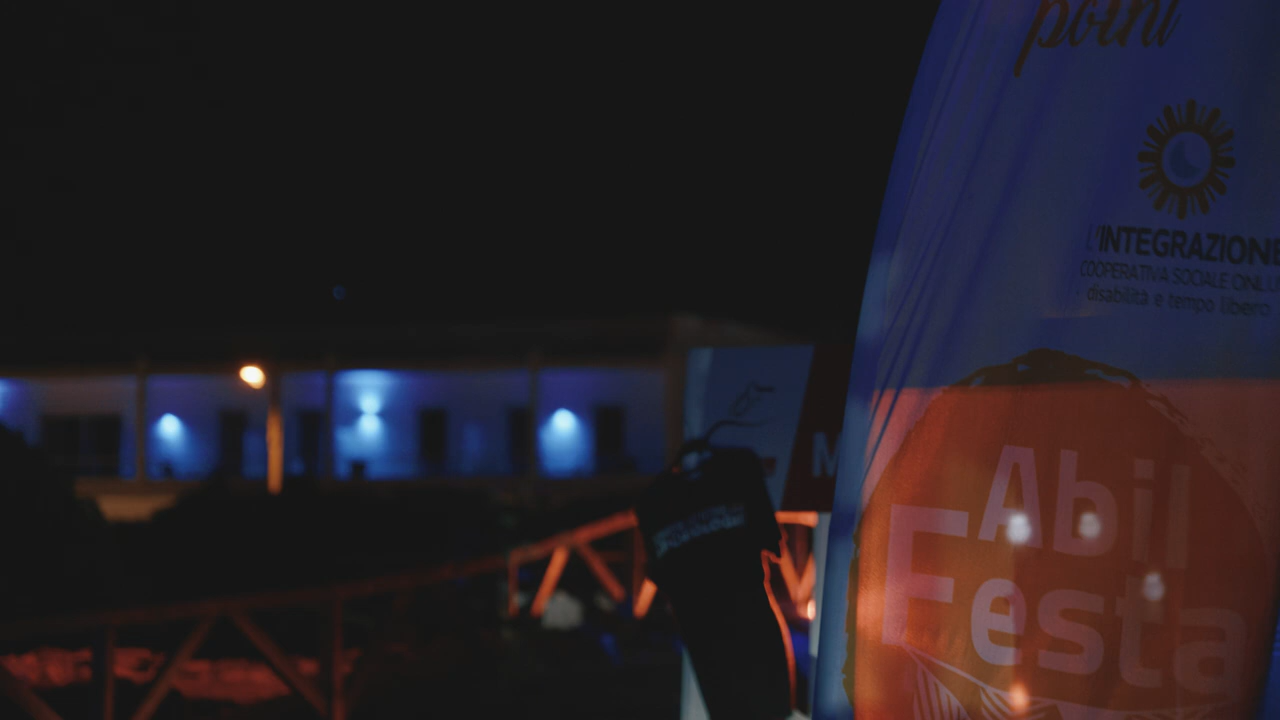 point
L'INTEGRAZIONE
COOPERATIVA SOCIALE ONLUS
disabilità e tempo libero
Abil
Festa
M